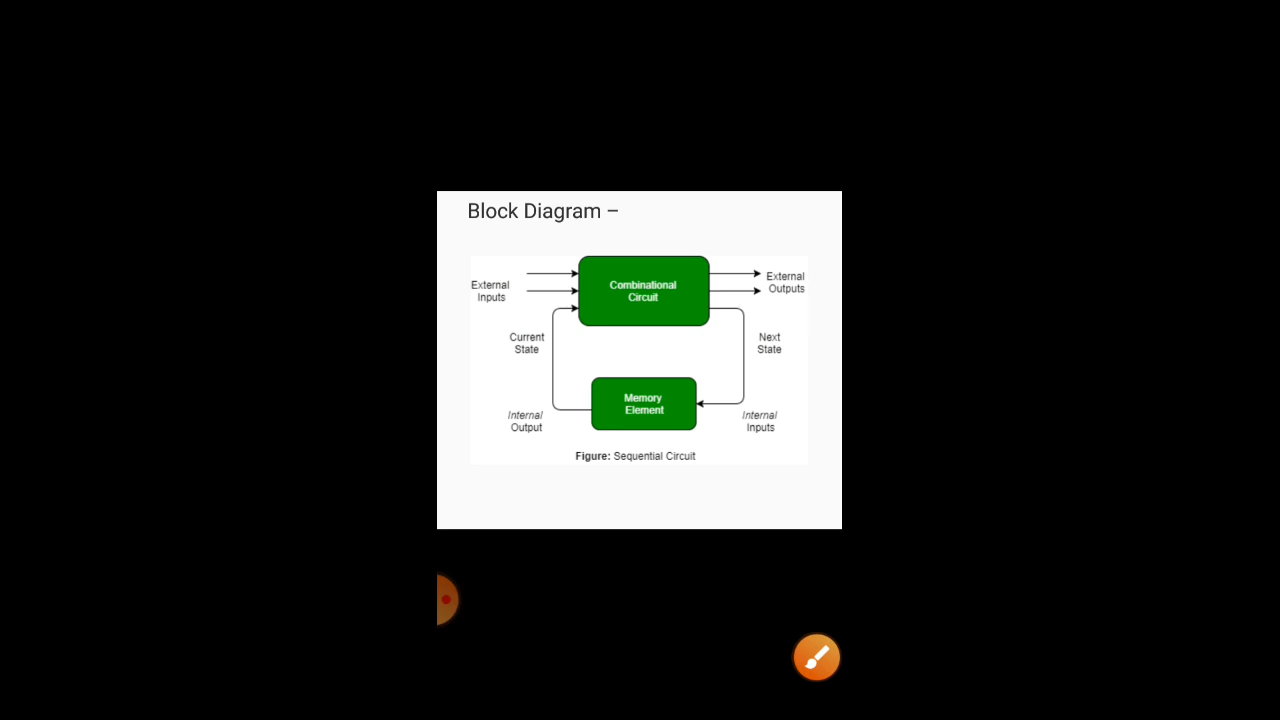 Block Diagram –
External
Inputs
Combinational
Circuit
External
Outputs
Current
State
Next
State
Memory
Element
Internal
Output
Internal
Inputs
Figure: Sequential Circuit